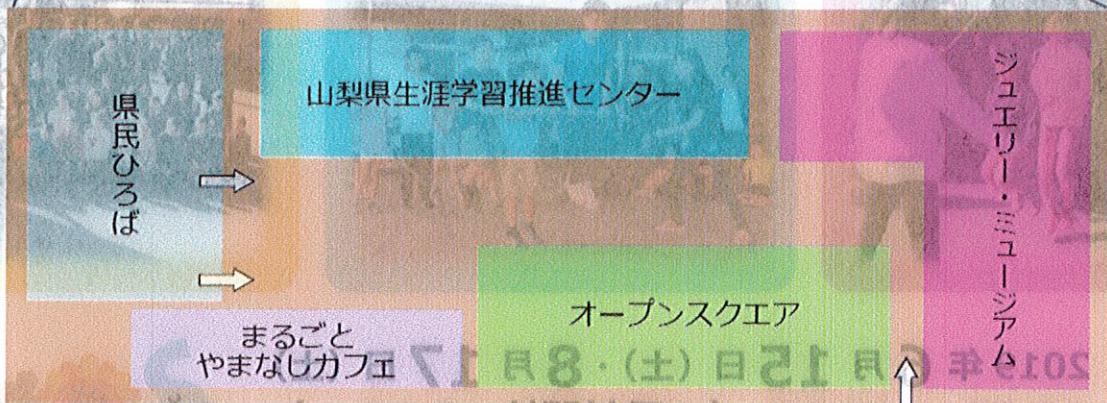 県民ひろば
山梨県生涯学習推進センター
ジュエリー・ミュージアム
オープンスクエア
まるごと
やまなしカフェ
2019年6月15日(土)・8月17日(土)